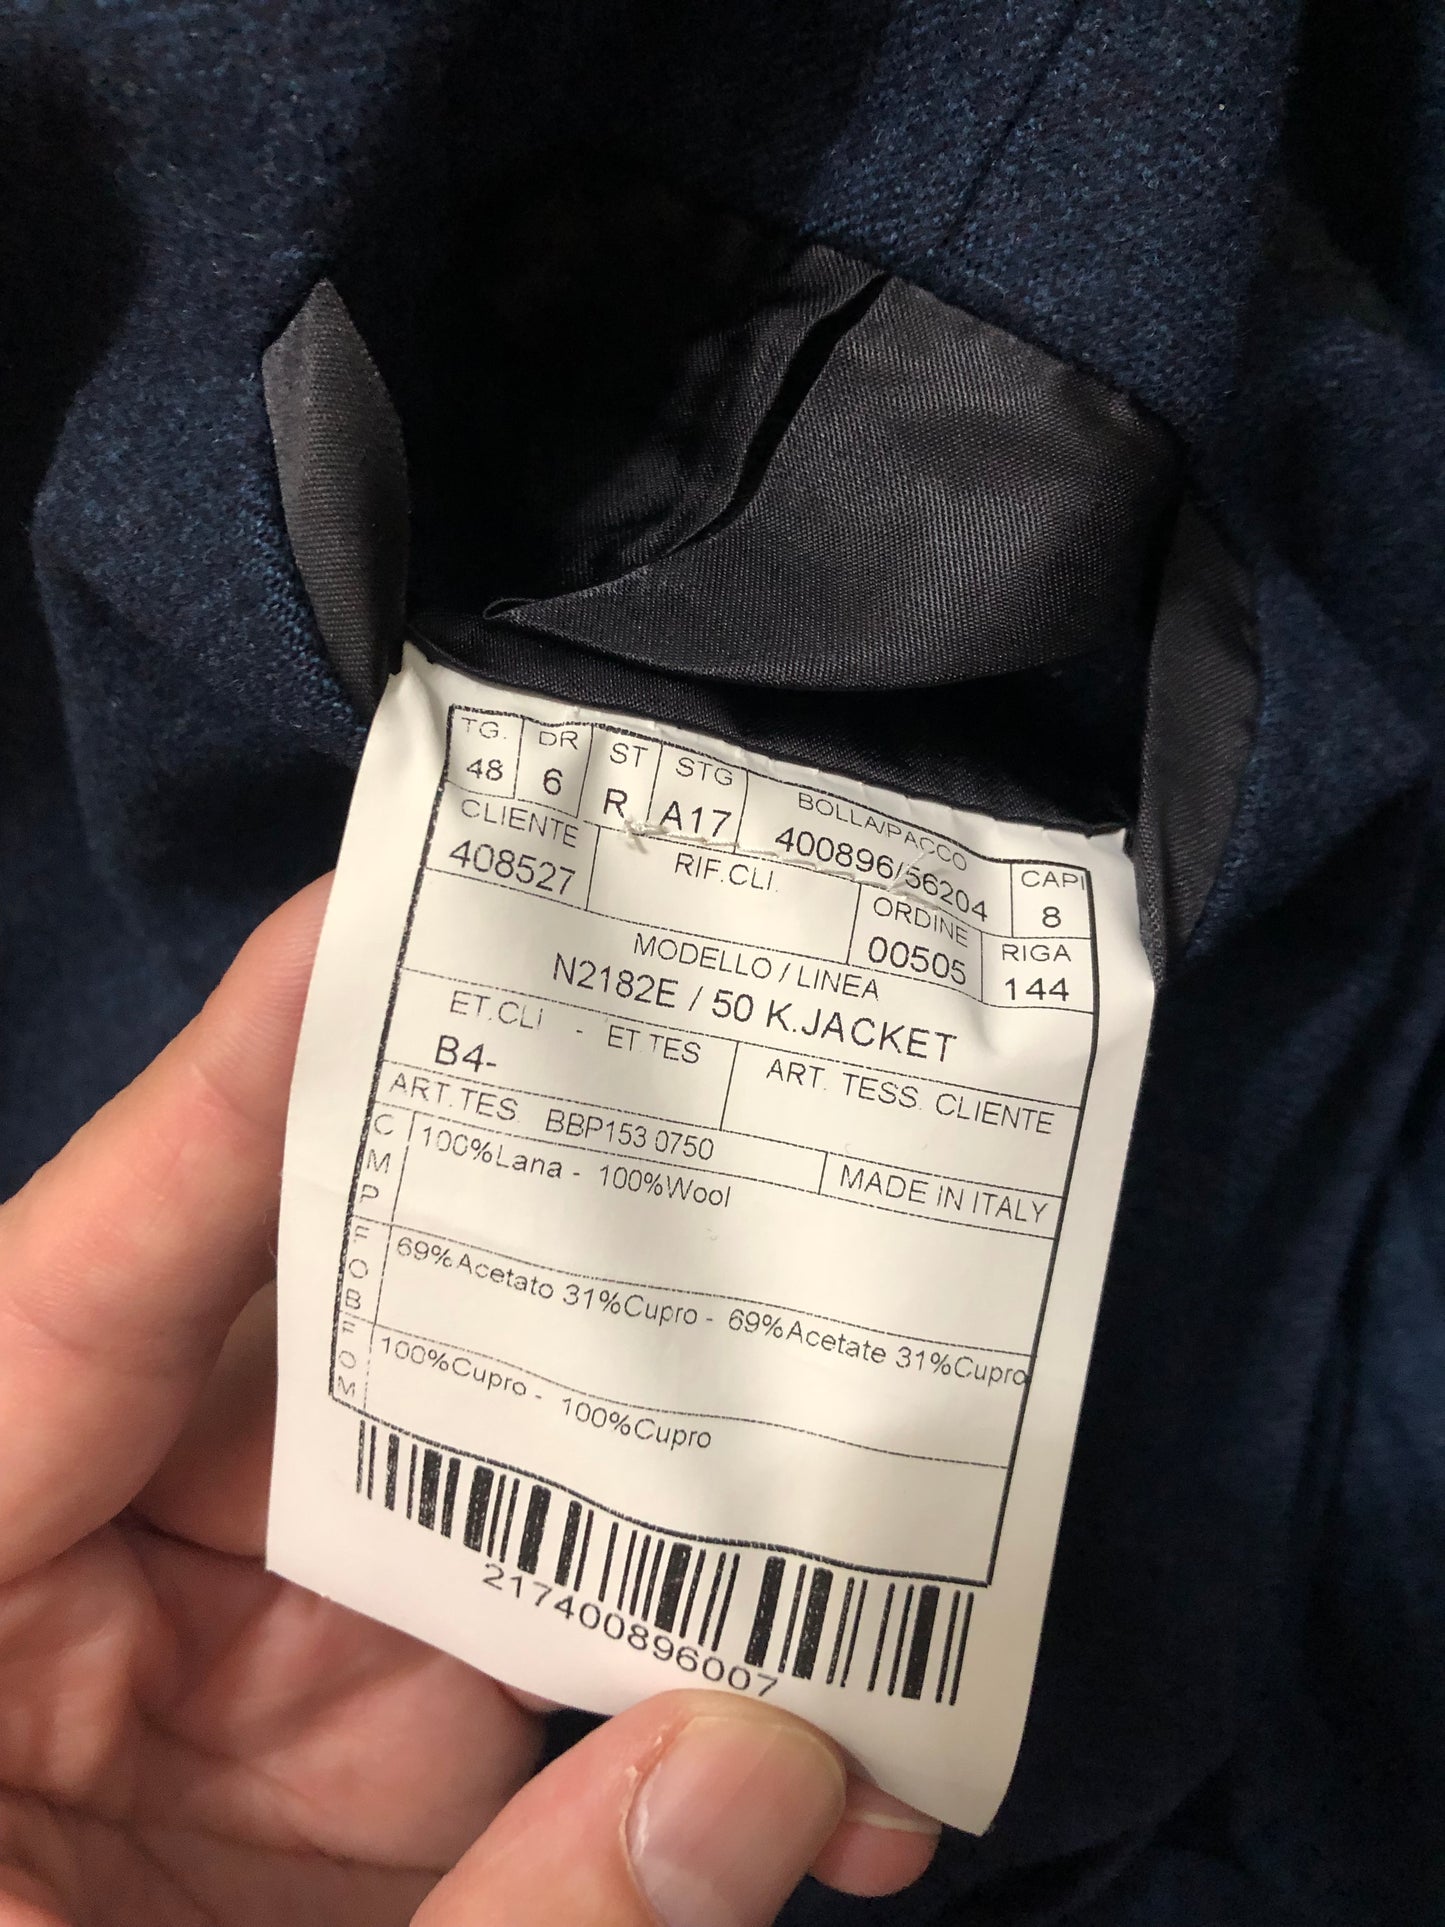 TG. DR ST STG BOLLA/PACCO CAPI
48 6 R A17 400896/56204 8
CLIENTE RIF.CLI. ORDINE RIGA
408527 00505 144
MODELLO / LINEA
N2182E / 50 K.JACKET
ET.CLI - ET.TES ART. TESS. CLIENTE
B4-
ART.TES. BBP153 0750 MADE IN ITALY
CMP 100%Lana - 100%Wool
FOB 69%Acetato 31%Cupro - 69%Acetate 31%Cupro
FOM 100%Cupro - 100%Cupro
217400896007